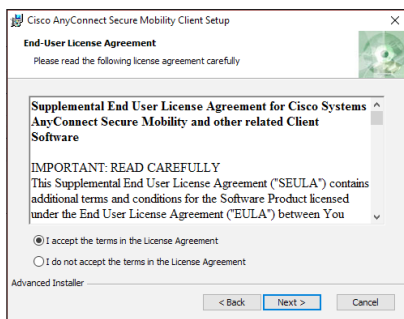 Cisco AnyConnect Secure Mobility Client Setup
End-User License Agreement
Please read the following license agreement carefully
Supplemental End User License Agreement for Cisco Systems
AnyConnect Secure Mobility and other related Client
Software
IMPORTANT: READ CAREFULLY
This Supplemental End User License Agreement ("SEULA") contains
additional terms and conditions for the Software Product licensed
under the End User License Agreement ("EULA") between You
I accept the terms in the License Agreement
I do not accept the terms in the License Agreement
Advanced Installer
< Back Next > Cancel